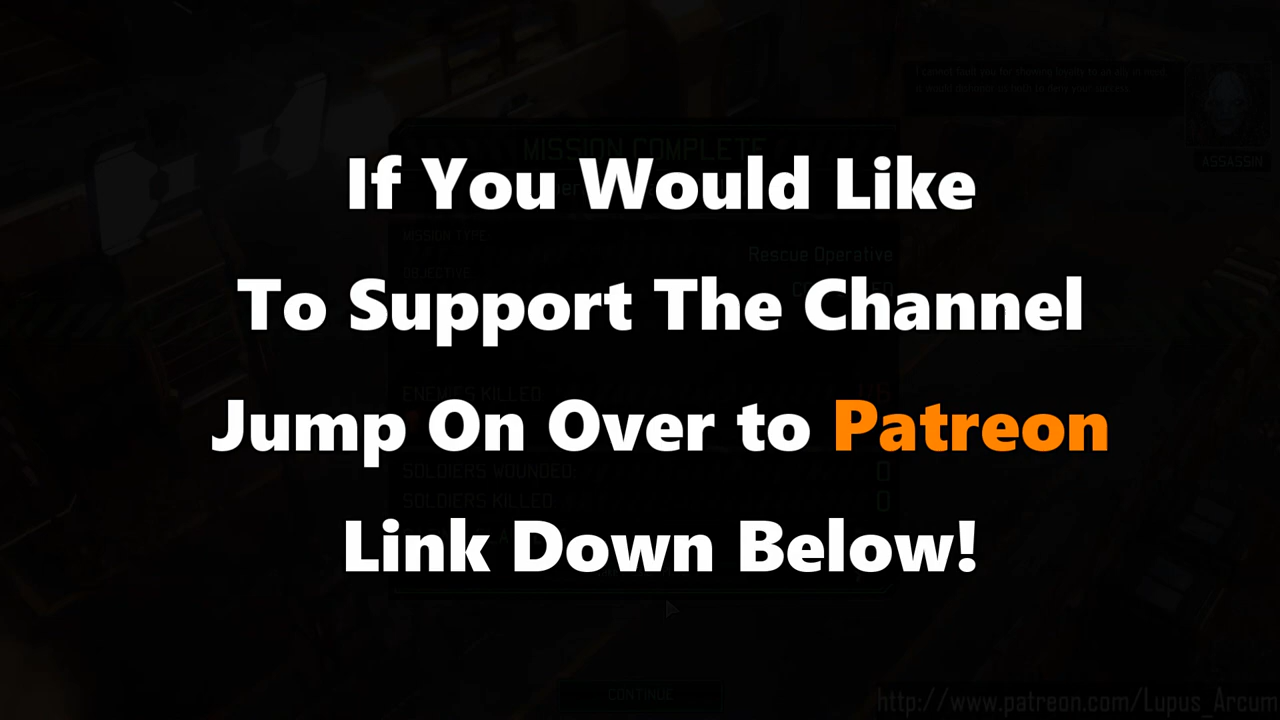 ASSASSIN
MISSION COMPLETE
If You Would Like
MISSION TYPE
Rescue Operative
OBJECTIVE
To Support The Channel
ENEMIES KILLED
Jump On Over to Patreon
SOLDIERS WOUNDED: 0
SOLDIERS KILLED 0
Link Down Below!
CONTINUE
http://www.patreon.com/Lupus_Arcum